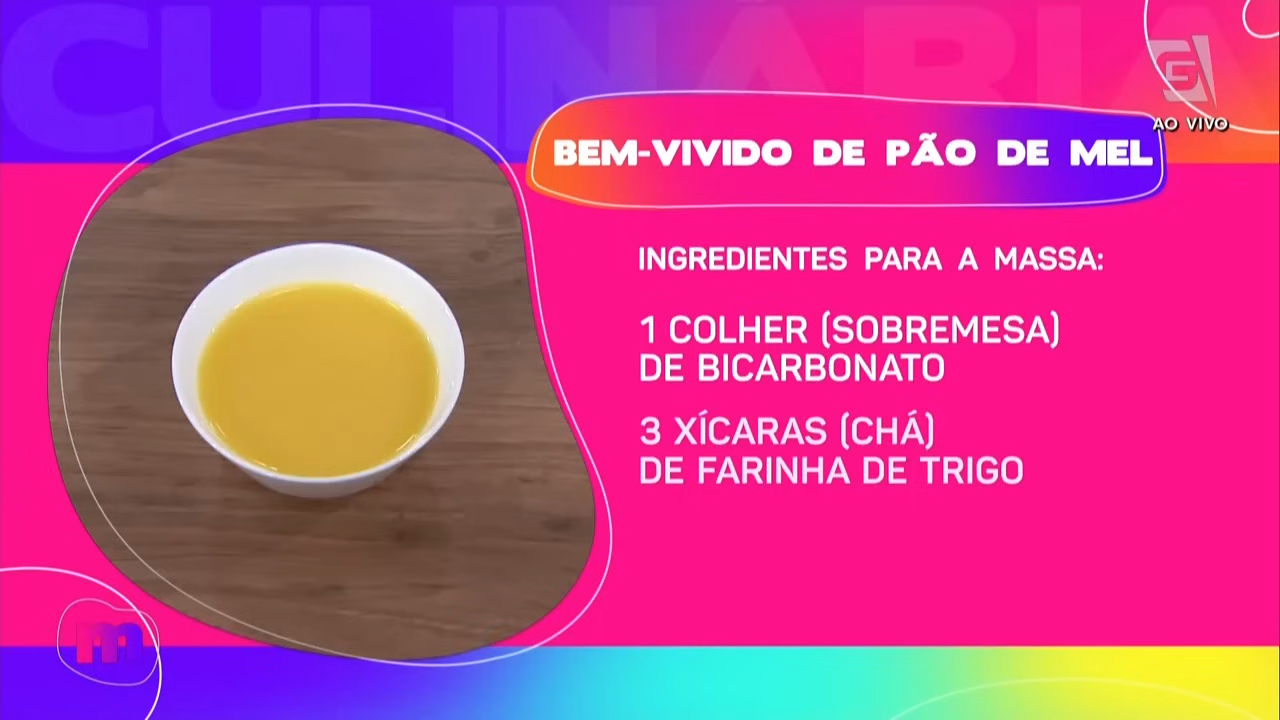 CULINÁRIA
AO VIVO
BEM-VIVIDO DE PÃO DE MEL
INGREDIENTES PARA A MASSA:
1 COLHER (SOBREMESA)
DE BICARBONATO
3 XÍCARAS (CHÁ)
DE FARINHA DE TRIGO
m